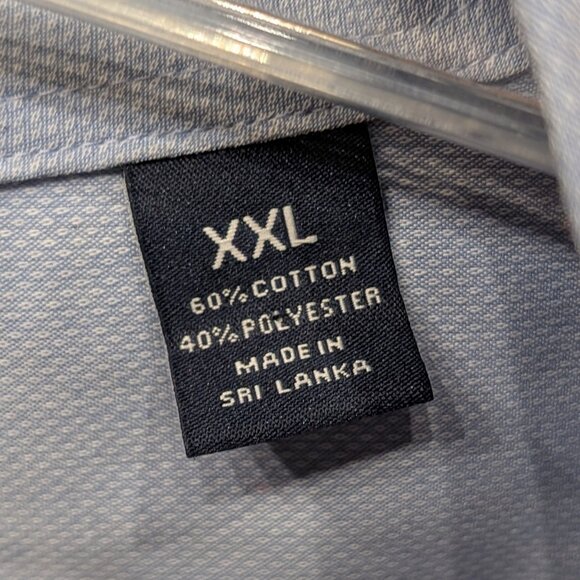 XXL
60% COTTON
40% POLYESTER
MADE IN
SRI LANKA